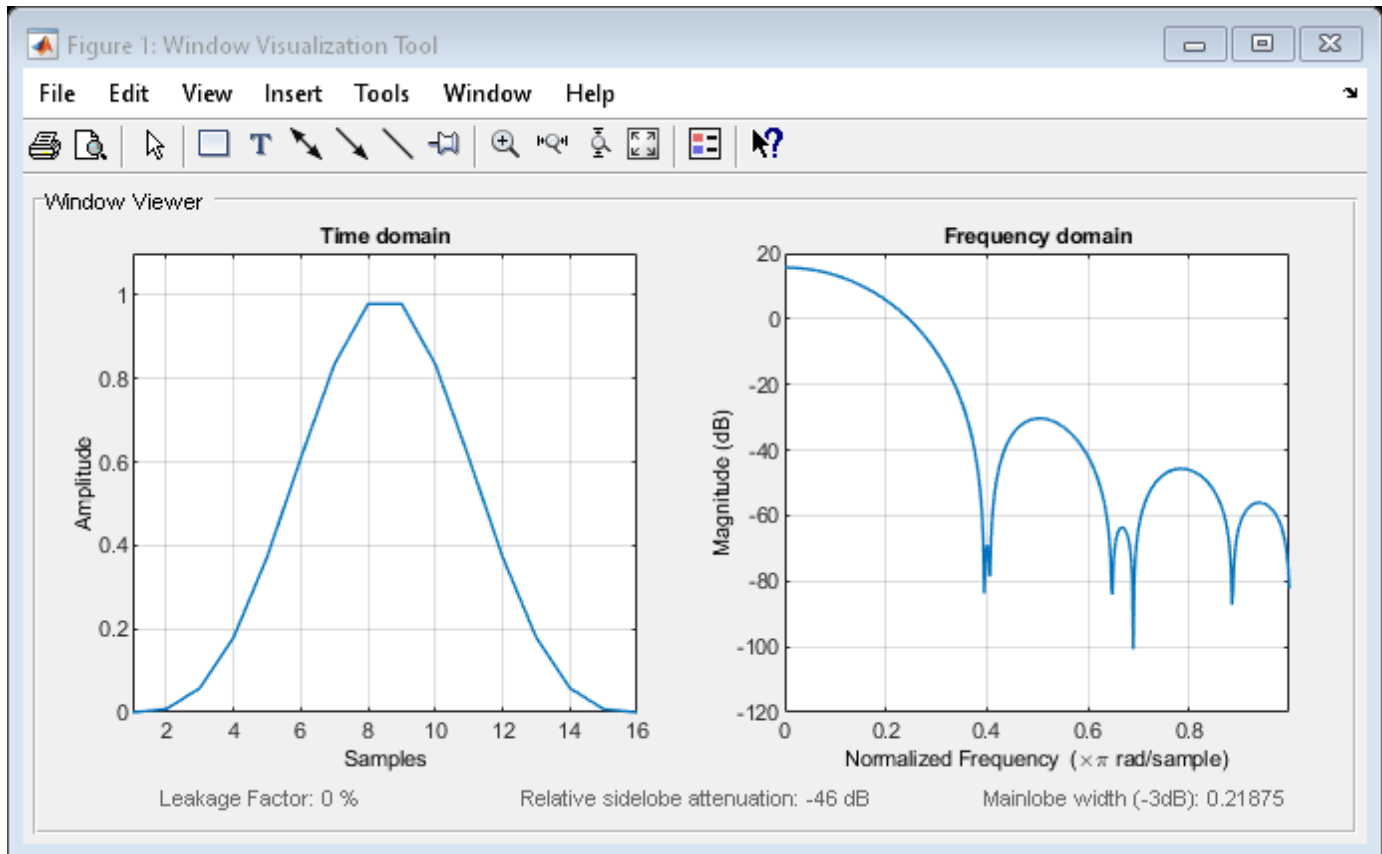 Figure 1: Window Visualization Tool
File Edit View Insert Tools Window Help
T
?
Window Viewer
Time domain
1
0.8
0.6
0.4
0.2
0
Amplitude
2 4 6 8 10 12 14 16
Samples
Frequency domain
20
0
-20
-40
-60
-80
-100
-120
Magnitude (dB)
0 0.2 0.4 0.6 0.8
Normalized Frequency (×π rad/sample)
Leakage Factor: 0 %
Relative sidelobe attenuation: -46 dB
Mainlobe width (-3dB): 0.21875